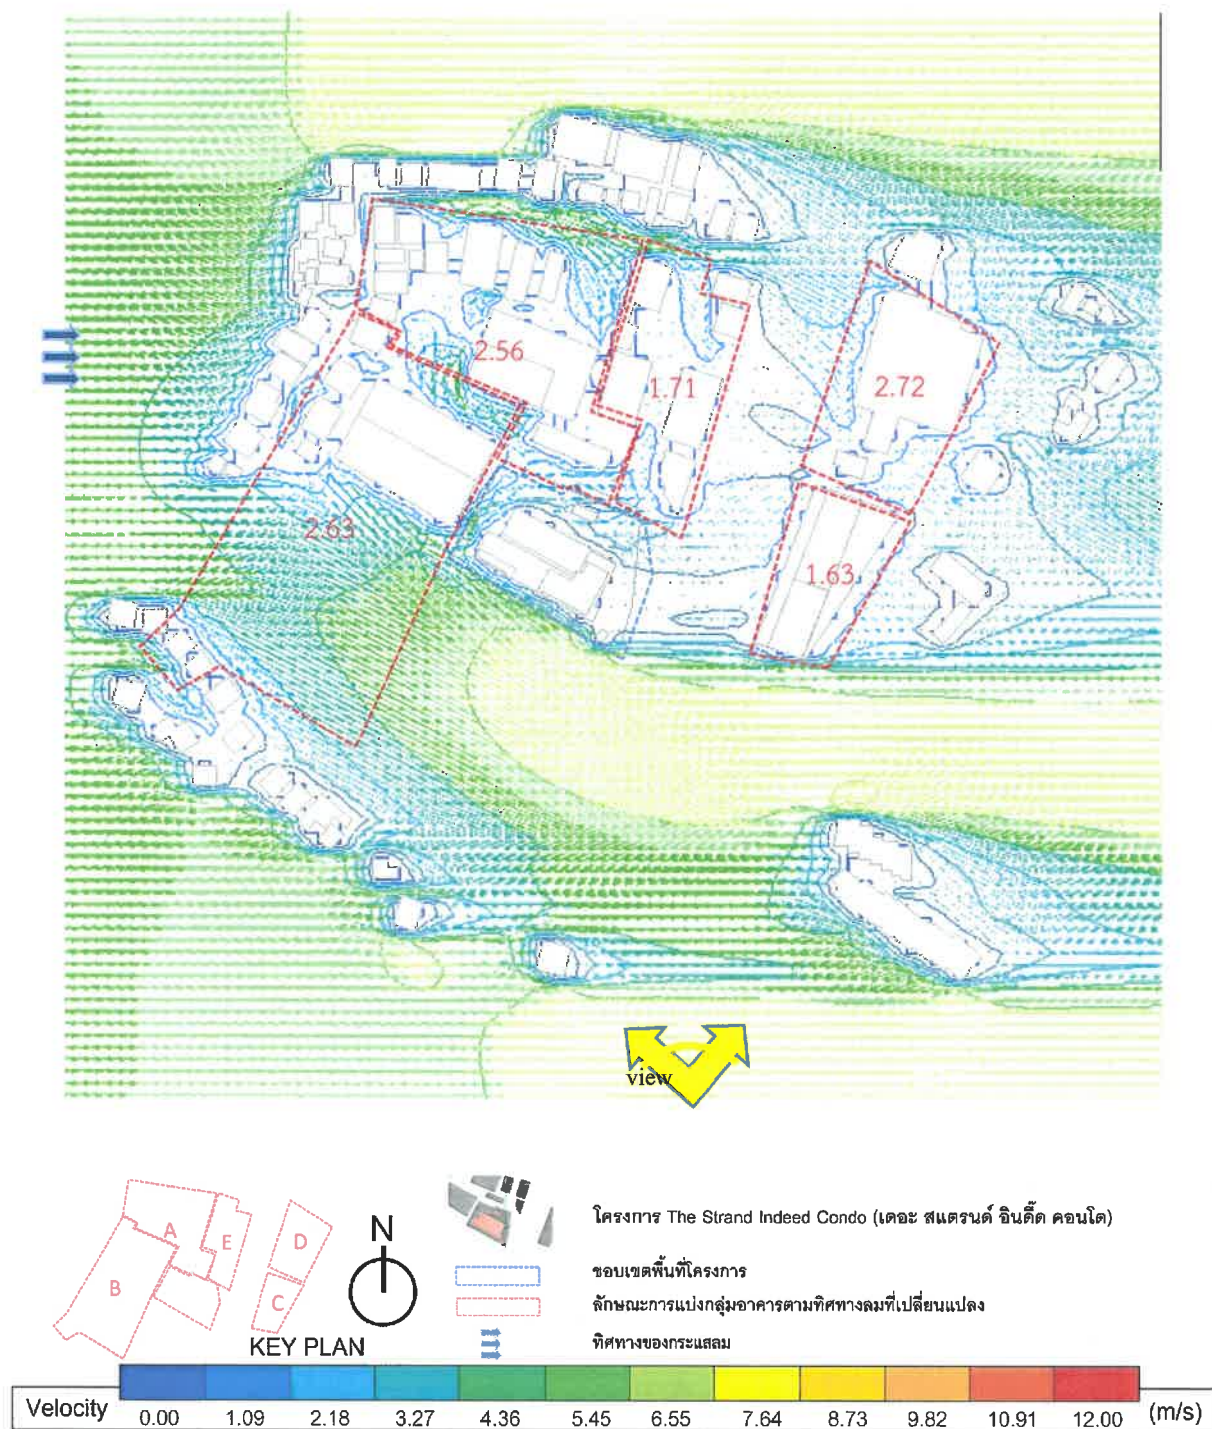 2.56
1.71
2.72
2.63
1.63
view
A
E
D
B
C
N
KEY PLAN
โครงการ The Strand Indeed Condo (เดอะ สแตรนด์ อินดี๊ด คอนโด)
ขอบเขตพื้นที่โครงการ
ลักษณะการแบ่งกลุ่มอาคารตามทิศทางลมที่เปลี่ยนแปลง
ทิศทางของกระแสลม
Velocity 0.00 1.09 2.18 3.27 4.36 5.45 6.55 7.64 8.73 9.82 10.91 12.00 (m/s)